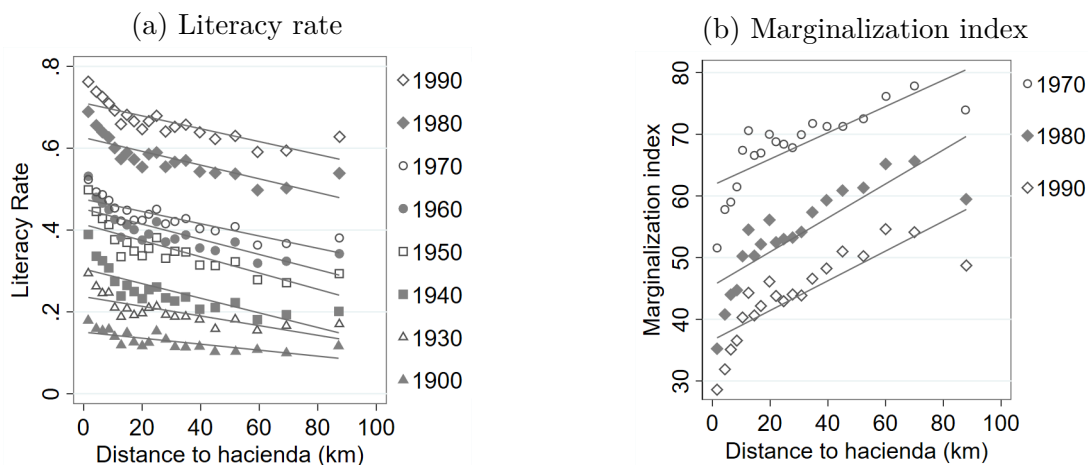 (a) Literacy rate
Literacy Rate
.8
.6
.4
.2
0
0 20 40 60 80 100
Distance to hacienda (km)
1990
1980
1970
1960
1950
1940
1930
1900
(b) Marginalization index
Marginalization index
80
70
60
50
40
30
0 20 40 60 80 100
Distance to hacienda (km)
1970
1980
1990